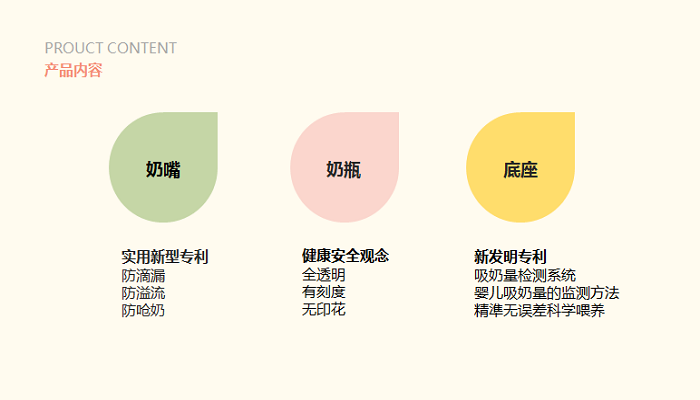 PROUCT CONTENT
产品内容
奶嘴
奶瓶
底座
实用新型专利
防滴漏
防溢流
防呛奶
健康安全观念
全透明
有刻度
无印花
新发明专利
吸奶量检测系统
婴儿吸奶量的监测方法
精準无误差科学喂养